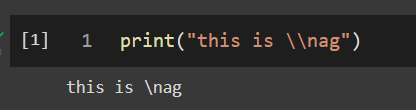 [1] 1 print("this is \\nag")
this is \nag